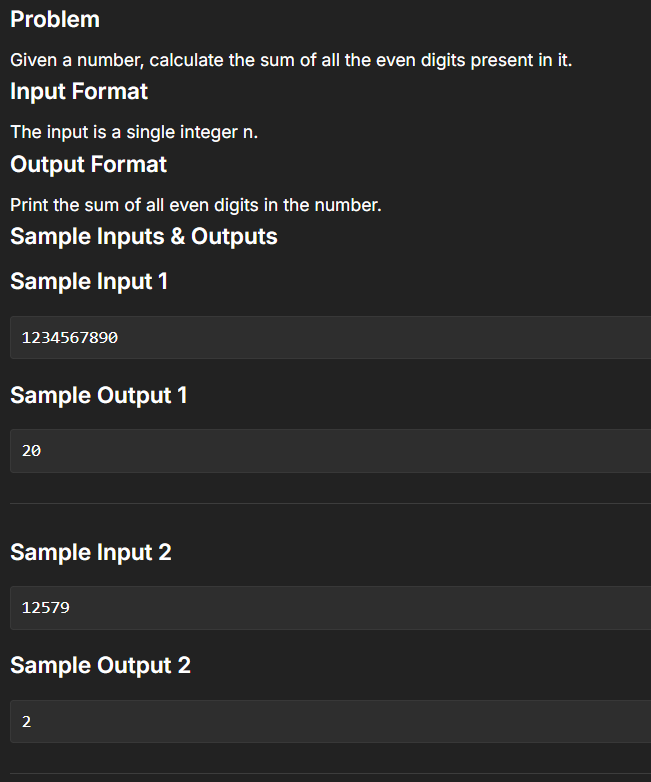 Problem
Given a number, calculate the sum of all the even digits present in it.
Input Format
The input is a single integer n.
Output Format
Print the sum of all even digits in the number.
Sample Inputs & Outputs
Sample Input 1
1234567890
Sample Output 1
20
Sample Input 2
12579
Sample Output 2
2